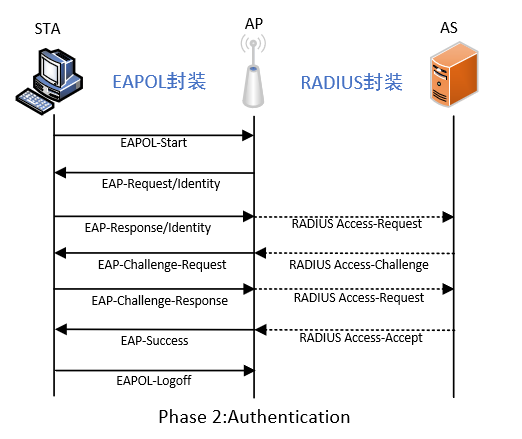 STA
AP
AS
EAPOL封装
RADIUS封装
EAPOL-Start
EAP-Request/Identity
EAP-Response/Identity
RADIUS Access-Request
EAP-Challenge-Request
RADIUS Access-Challenge
EAP-Challenge-Response
RADIUS Access-Request
EAP-Success
RADIUS Access-Accept
EAPOL-Logoff
Phase 2:Authentication